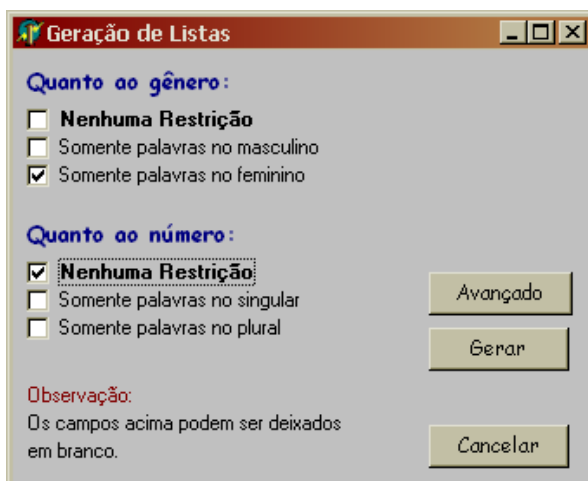 Geração de Listas
Quanto ao gênero:
Nenhuma Restrição
Somente palavras no masculino
Somente palavras no feminino
Quanto ao número:
Nenhuma Restrição
Somente palavras no singular
Somente palavras no plural
Avançado
Gerar
Observação:
Os campos acima podem ser deixados
em branco.
Cancelar